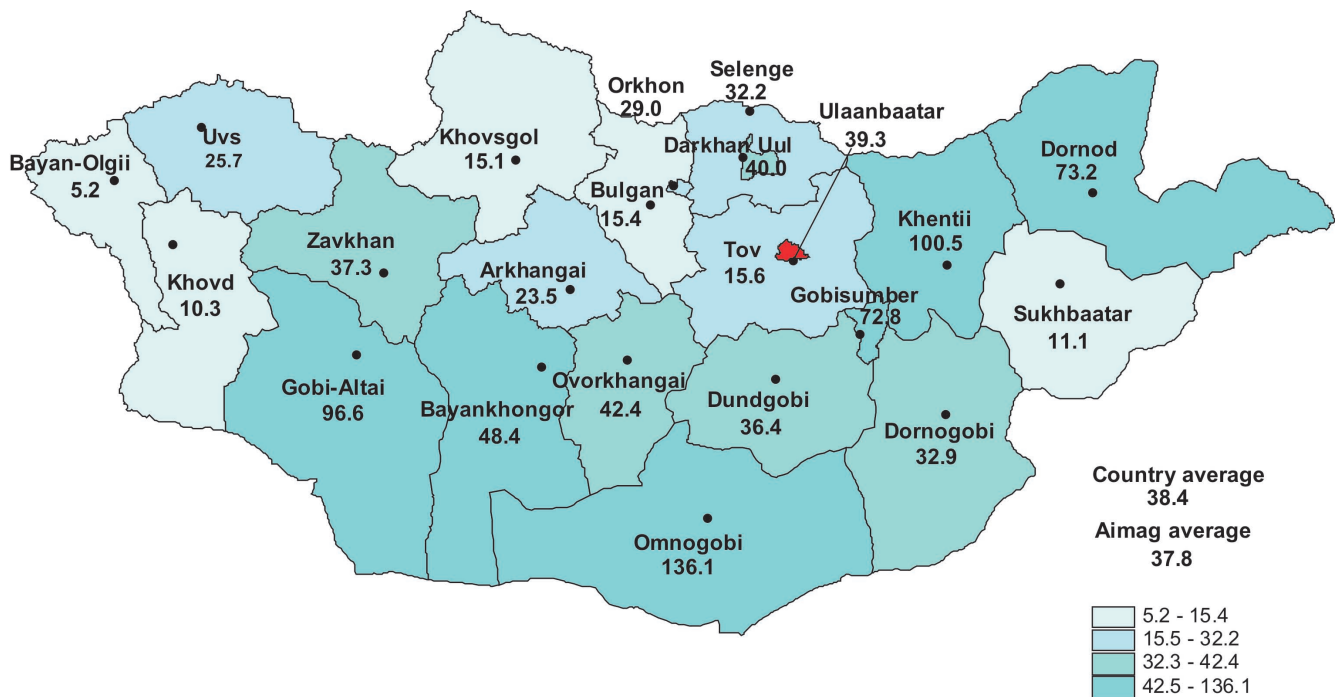 Selenge
32.2
Orkhon
29.0
Ulaanbaatar
39.3
Uvs
25.7
Khovsgol
15.1
Darkhan Uul
40.0
Dornod
73.2
Bayan-Olgii
5.2
Bulgan
15.4
Khentii
100.5
Zavkhan
37.3
Tov
15.6
Arkhangai
23.5
Khovd
10.3
Gobisumber
72.8
Sukhbaatar
11.1
Gobi-Altai
96.6
Bayankhongor
48.4
Ovorkhangai
42.4
Dundgobi
36.4
Dornogobi
32.9
Omnogobi
136.1
Country average
38.4
Aimag average
37.8
5.2 - 15.4
15.5 - 32.2
32.3 - 42.4
42.5 - 136.1